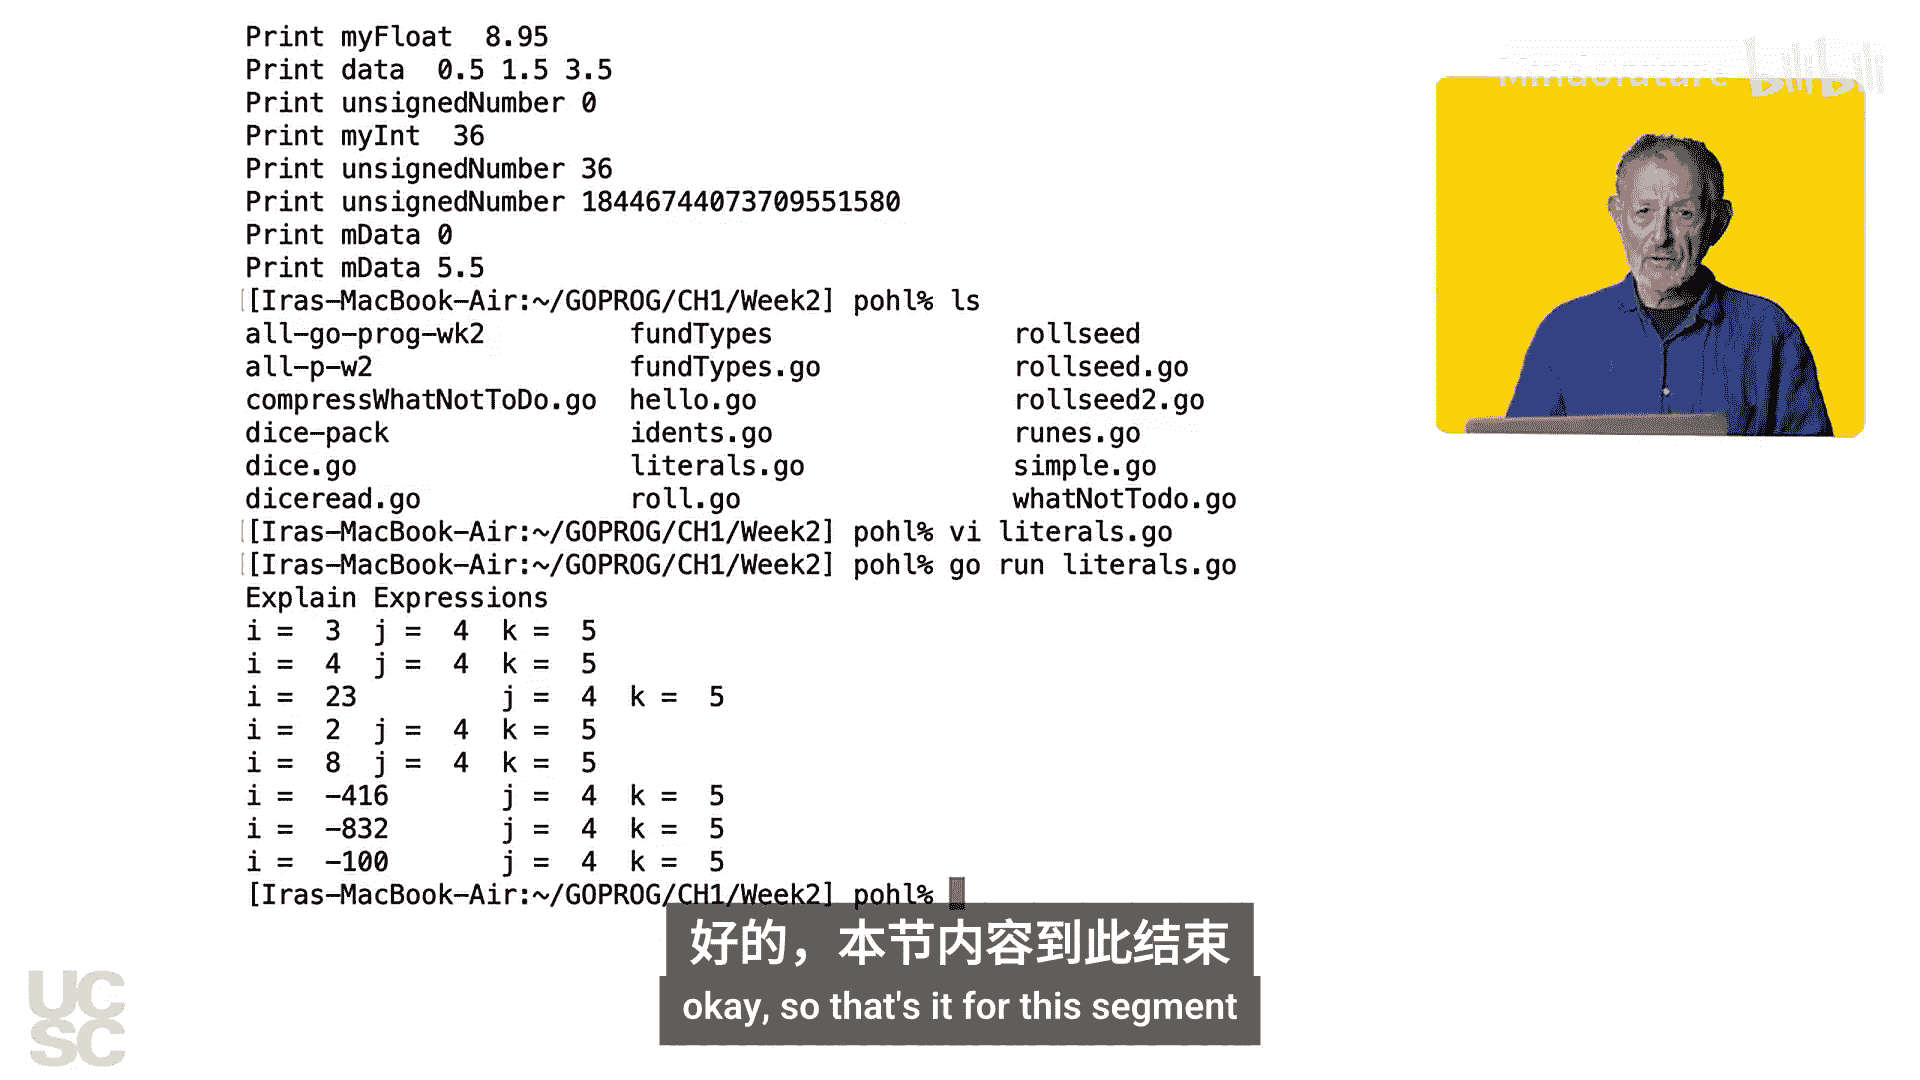 Print myFloat  8.95
Print data  0.5 1.5 3.5
Print unsignedNumber 0
Print myInt  36
Print unsignedNumber 36
Print unsignedNumber 18446744073709551580
Print mData 0
Print mData 5.5
[Iras-MacBook-Air:~/GOPROG/CH1/Week2] pohl% ls
all-go-prog-wk2 fundTypes rollseed
all-p-w2 fundTypes.go rollseed.go
compressWhatNotToDo.go hello.go rollseed2.go
dice-pack idents.go runes.go
dice.go literals.go simple.go
diceread.go roll.go whatNotTodo.go
[Iras-MacBook-Air:~/GOPROG/CH1/Week2] pohl% vi literals.go
[Iras-MacBook-Air:~/GOPROG/CH1/Week2] pohl% go run literals.go
Explain Expressions
i =  3  j =  4  k =  5
i =  4  j =  4  k =  5
i =  23  j =  4  k =  5
i =  2  j =  4  k =  5
i =  8  j =  4  k =  5
i =  -416  j =  4  k =  5
i =  -832  j =  4  k =  5
i =  -100  j =  4  k =  5
[Iras-MacBook-Air:~/GOPROG/CH1/Week2] pohl%
bilibili
好的，本节内容到此结束
okay, so that's it for this segment
UC
SC